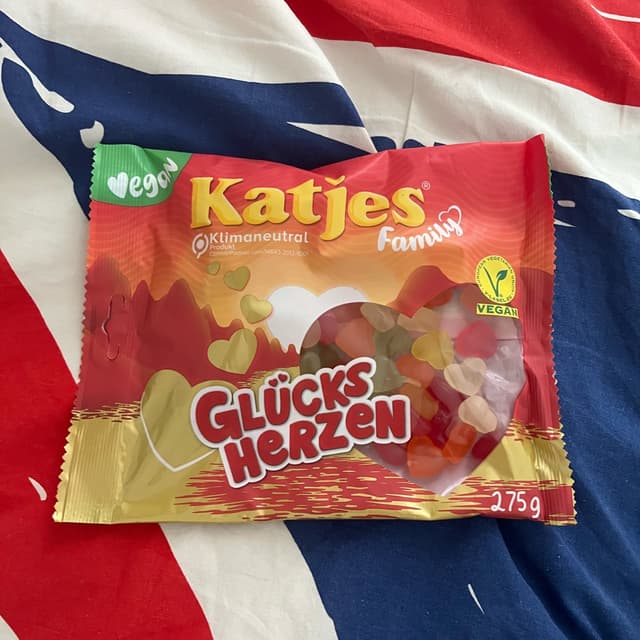 Vegan
Katjes®
Family
Klimaneutral
Produkt
GLÜCKS
HERZEN
VEGAN
275g